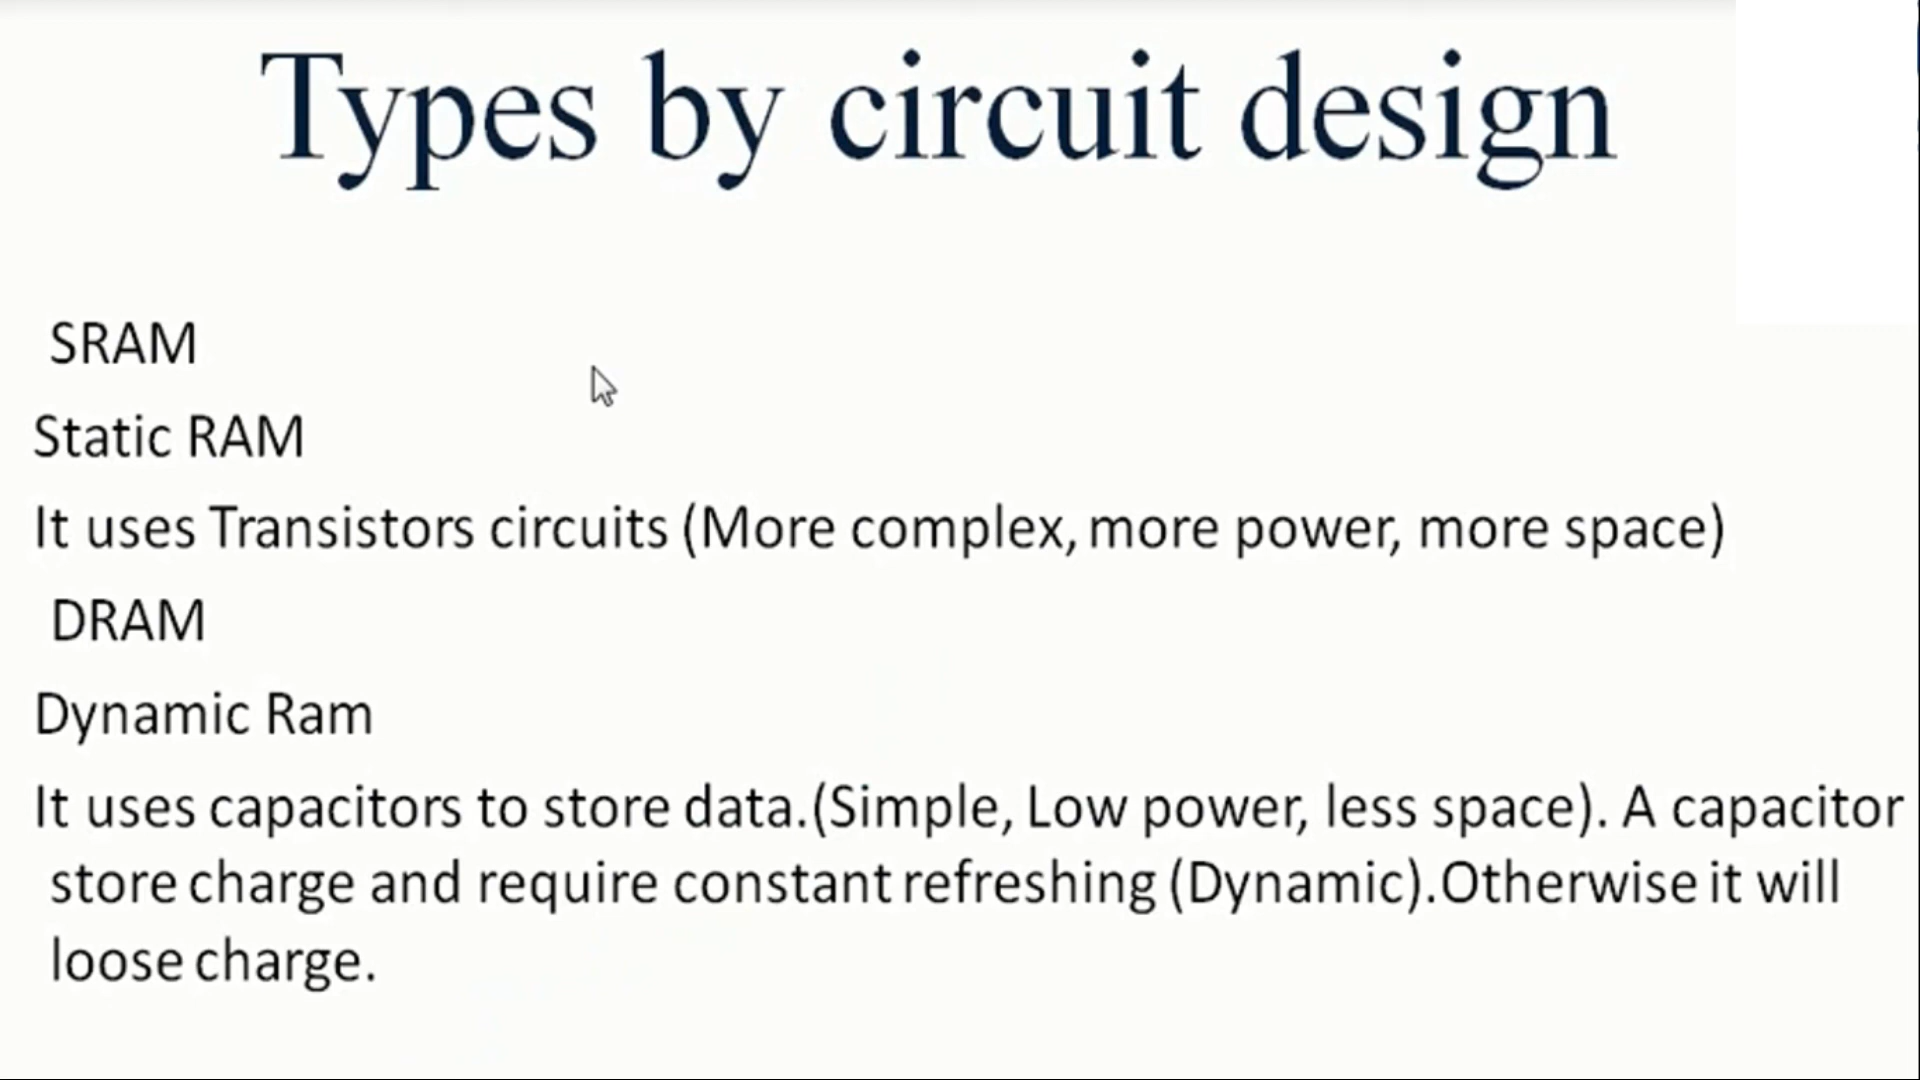 Types by circuit design
SRAM
Static RAM
It uses Transistors circuits (More complex, more power, more space)
DRAM
Dynamic Ram
It uses capacitors to store data.(Simple, Low power, less space). A capacitor
store charge and require constant refreshing (Dynamic).Otherwise it will
loose charge.